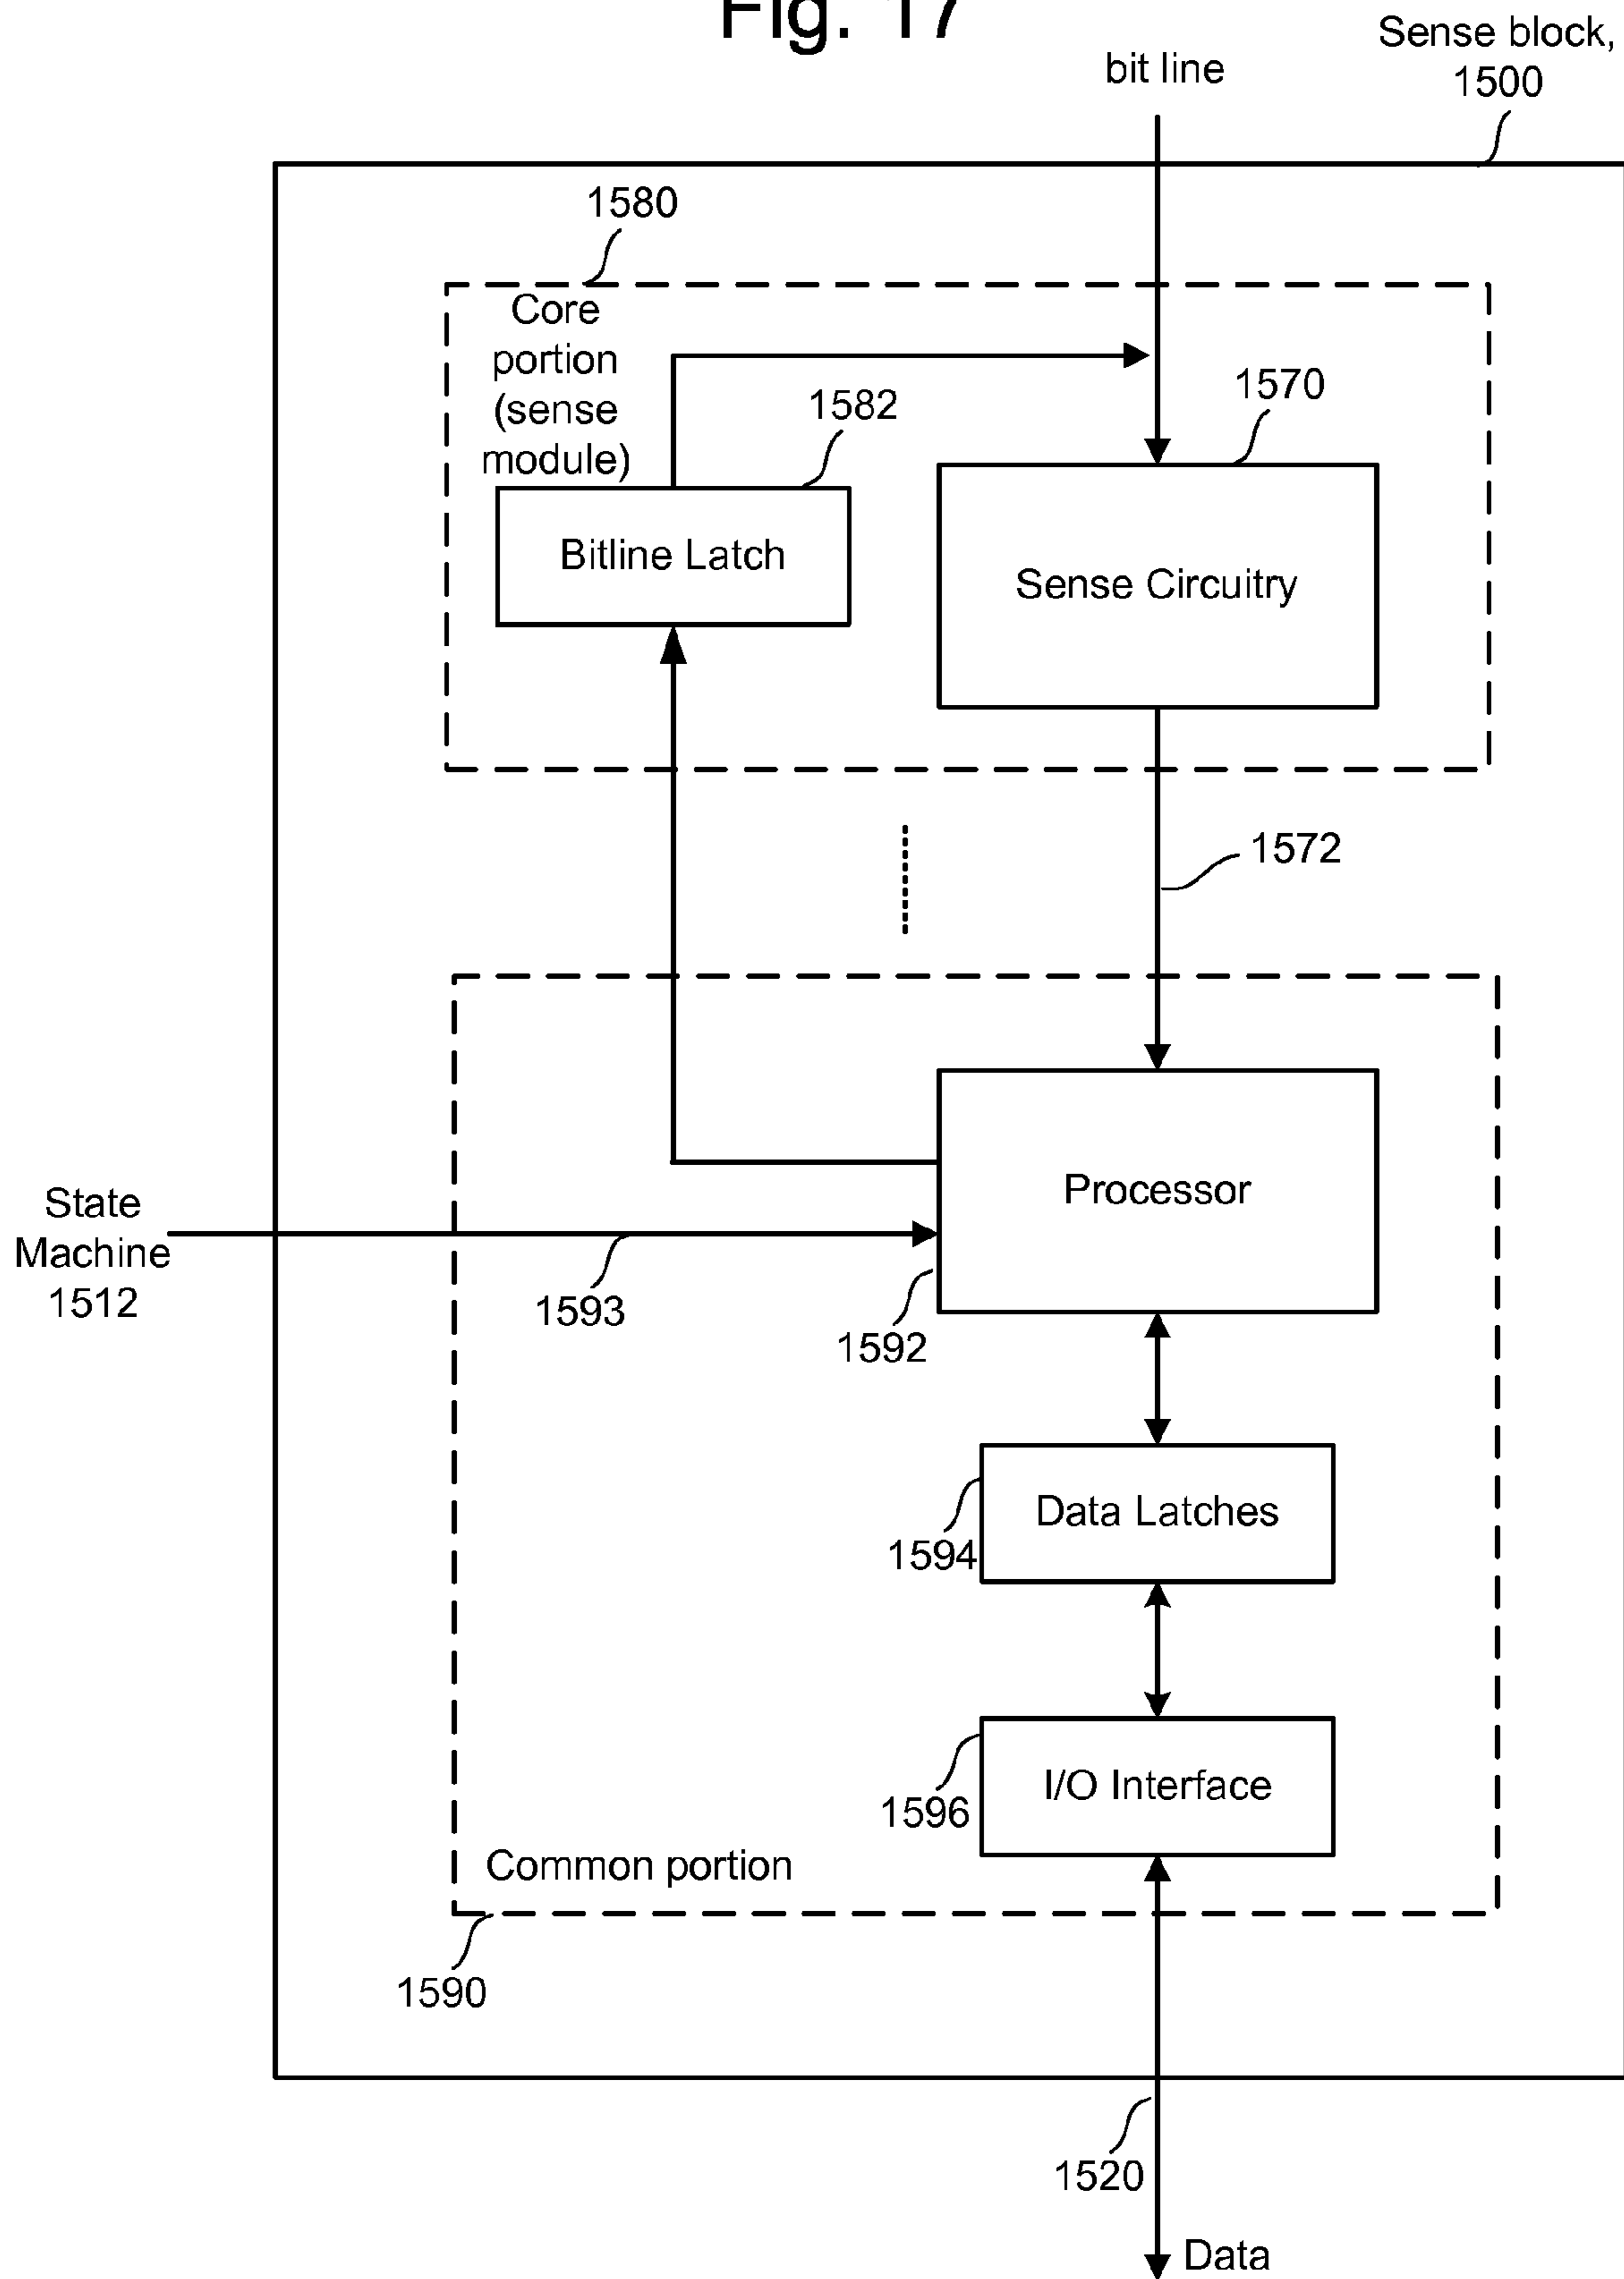 Fig. 17
Sense block,
1500
bit line
1580
Core
portion
(sense
module)
1582
1570
Bitline Latch
Sense Circuitry
1572
Processor
State
Machine
1512
1593
1592
Data Latches
1594
I/O Interface
1596
Common portion
1590
1520
Data